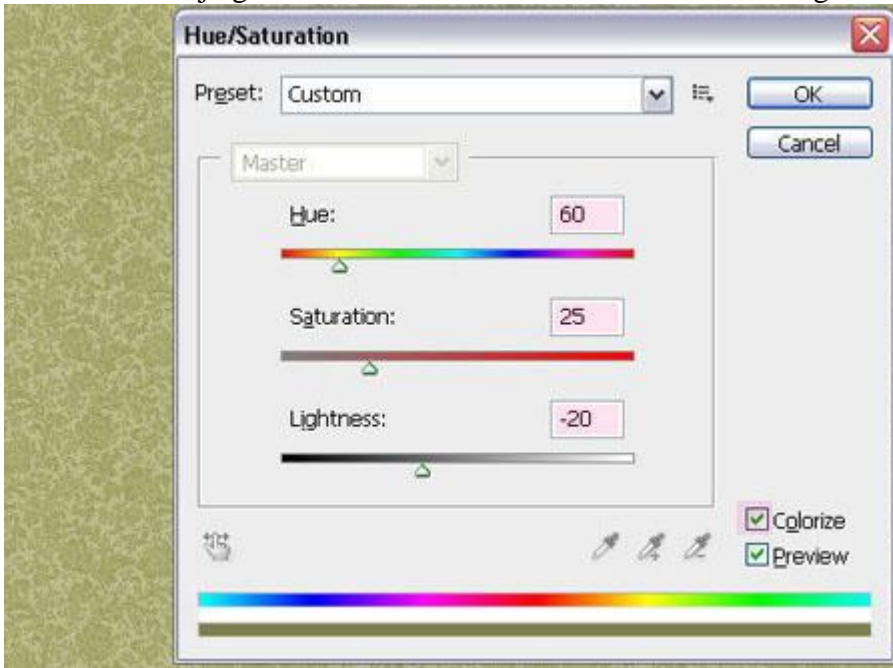 Hue/Saturation
Preset: Custom
OK
Cancel
Master
Hue: 60
Saturation: 25
Lightness: -20
Colorize
Preview